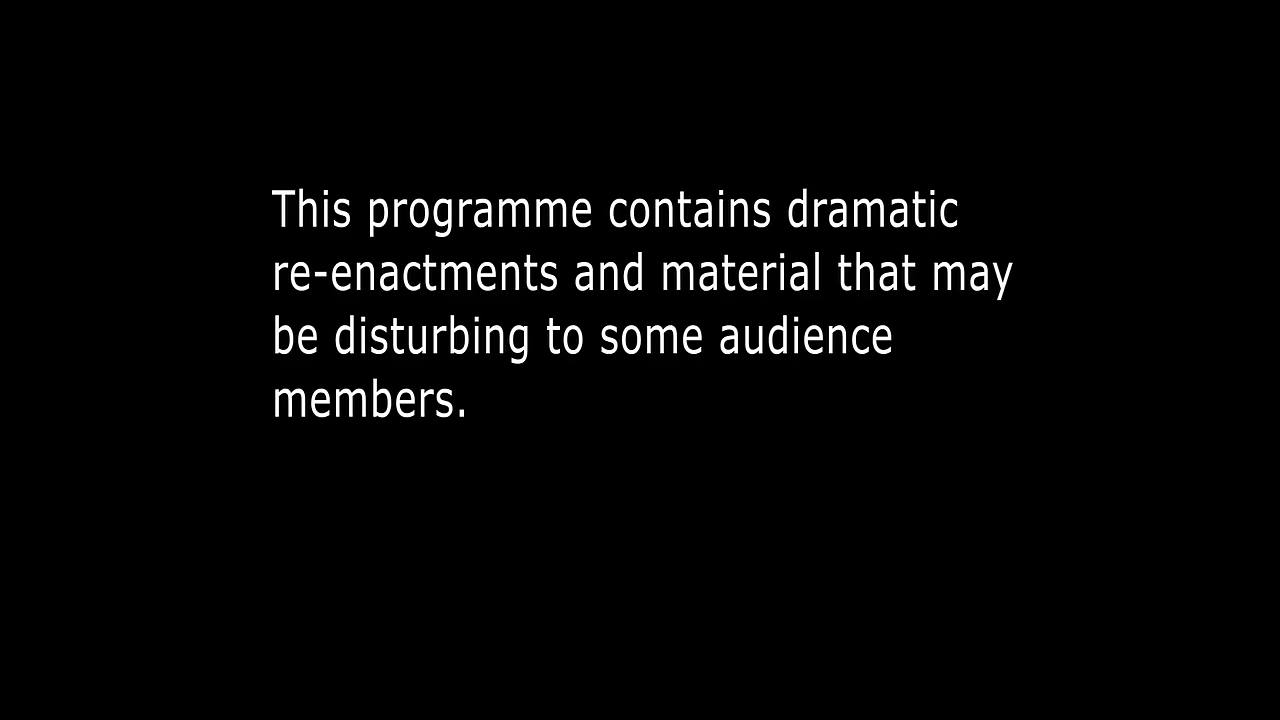 This programme contains dramatic
re-enactments and material that may
be disturbing to some audience
members.